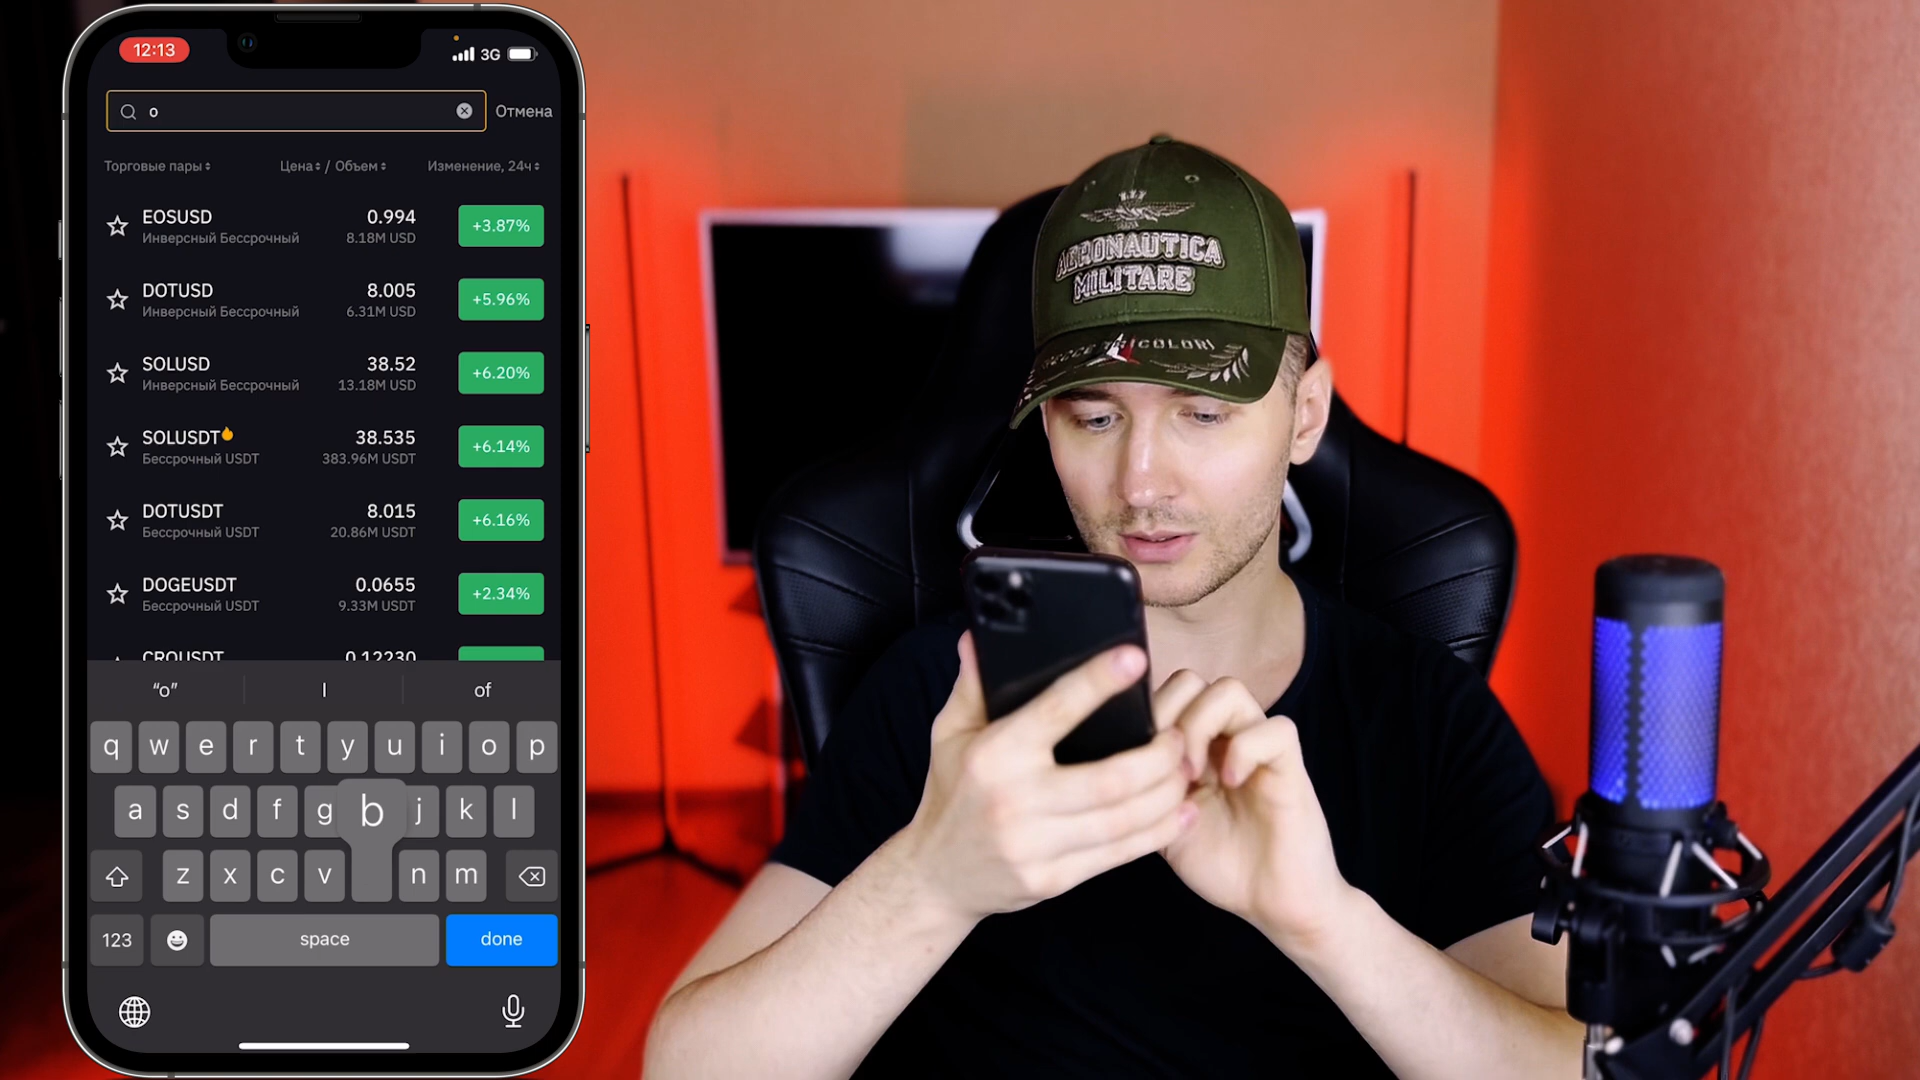 12:13
3G
o
Отмена
Торговые пары
Цена / Объем
Изменение, 24ч
EOSUSD
0.994
+3.87%
Инверсный Бессрочный
8.18M USD
DOTUSD
8.005
+5.96%
Инверсный Бессрочный
6.31M USD
SOLUSD
38.52
+6.20%
Инверсный Бессрочный
13.18M USD
SOLUSDT
38.535
+6.14%
Бессрочный USDT
383.96M USDT
DOTUSDT
8.015
+6.16%
Бессрочный USDT
20.86M USDT
DOGEUSDT
0.0655
+2.34%
Бессрочный USDT
9.33M USDT
CROUSDT
0.12230
“o”
I
of
q w e r t y u i o p
a s d f g b j k l
z x c v n m
123
space
done
AERONAUTICA
MILITARE
TRICOLORI